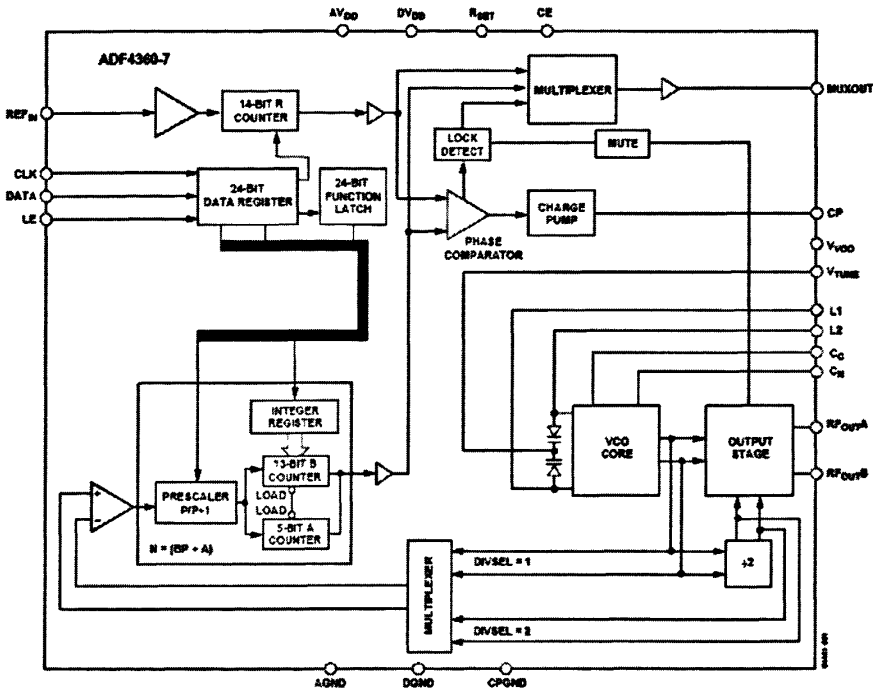 AVDD DVDD RSET CE
ADF4360-7
REFIN
14-BIT R
COUNTER
MULTIPLEXER
MUXOUT
LOCK
DETECT
MUTE
CLK
DATA
LE
24-BIT
DATA REGISTER
24-BIT
FUNCTION
LATCH
PHASE
COMPARATOR
CHARGE
PUMP
CP
VVCO
VTUNE
L1
L2
CC
CN
INTEGER
REGISTER
13-BIT B
COUNTER
LOAD
LOAD
5-BIT A
COUNTER
PRESCALER
P/P+1
N = (BP + A)
+
−
VCO
CORE
OUTPUT
STAGE
RFOUTA
RFOUTB
MULTIPLEXER
DIVSEL = 1
DIVSEL = 2
÷2
AGND DGND CPGND